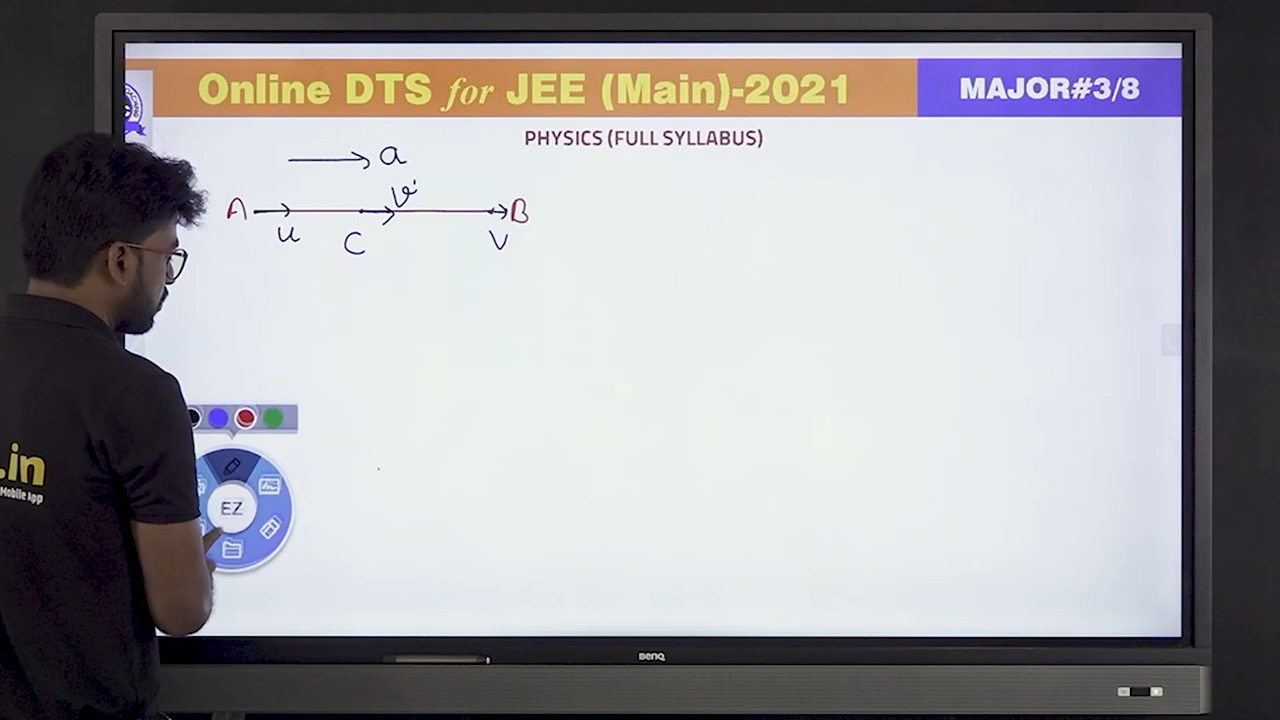 Online DTS for JEE (Main)-2021
MAJOR#3/8
PHYSICS (FULL SYLLABUS)
a
v'
A B
u C V
EZ
.in
Mobile App
BenQ